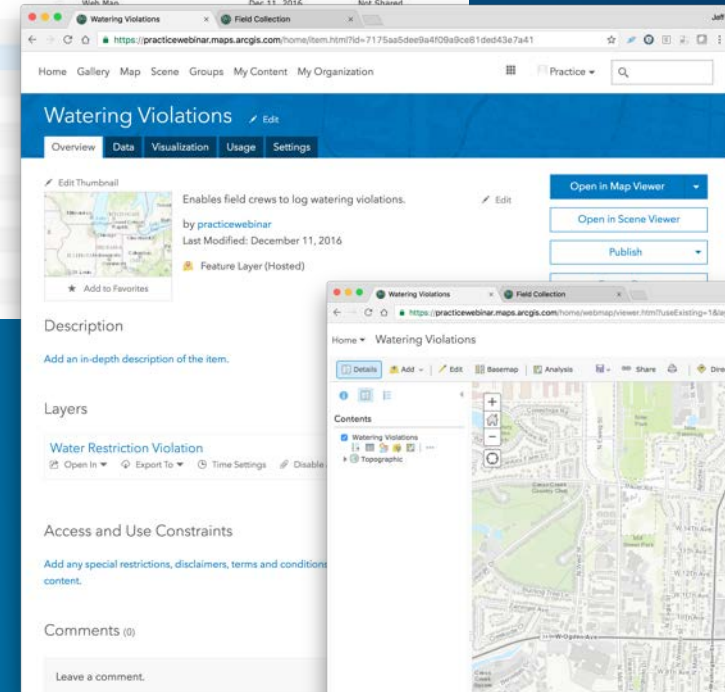 Web Map Dec 11, 2016 Not Shared
Watering Violations × Field Collection × Jeff
https://practicewebinar.maps.arcgis.com/home/item.html?id=7175aa5dee9a4f09a9ce81ded43e7a41
Home Gallery Map Scene Groups My Content My Organization Practice
Watering Violations Edit
Overview Data Visualization Usage Settings
Edit Thumbnail
Enables field crews to log watering violations. Edit
by practicewebinar
Last Modified: December 11, 2016
Feature Layer (Hosted)
Add to Favorites
Open in Map Viewer
Open in Scene Viewer
Publish
Description
Add an in-depth description of the item.
Layers
Water Restriction Violation
Open In Export To Time Settings Disable
Access and Use Constraints
Add any special restrictions, disclaimers, terms and conditions
content.
Comments (0)
Leave a comment.
Watering Violations × Field Collection ×
https://practicewebinar.maps.arcgis.com/home/webmap/viewer.html?useExisting=1&lay
Home Watering Violations
Details Add Edit Basemap Analysis Share Dire
Contents
Watering Violations
Topographic
W Ogden Ave